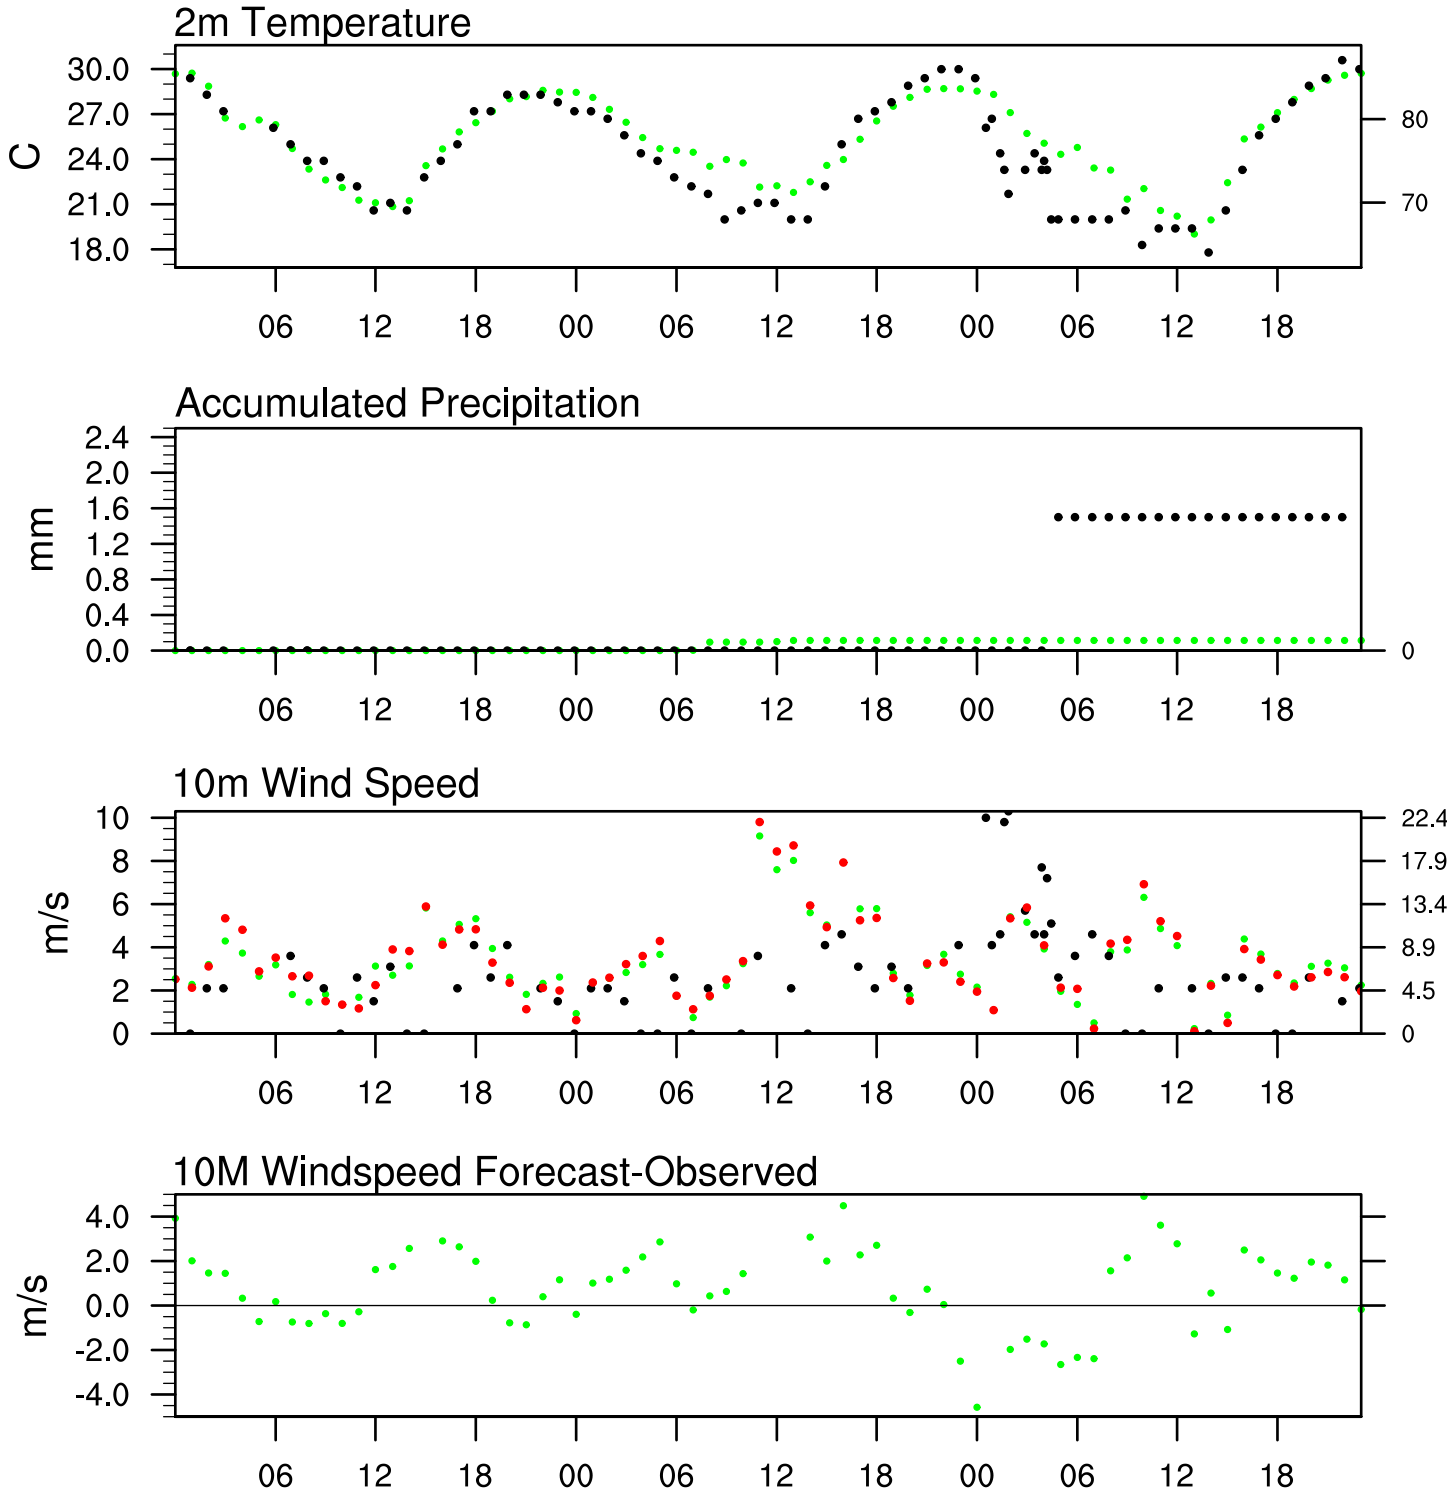 2m Temperature
30.0
27.0
24.0
21.0
18.0
C
80
70
06 12 18 00 06 12 18 00 06 12 18
Accumulated Precipitation
2.4
2.0
1.6
1.2
0.8
0.4
0.0
mm
0
06 12 18 00 06 12 18 00 06 12 18
10m Wind Speed
10
8
6
4
2
0
m/s
22.4
17.9
13.4
8.9
4.5
0
06 12 18 00 06 12 18 00 06 12 18
10M Windspeed Forecast-Observed
4.0
2.0
0.0
-2.0
-4.0
m/s
06 12 18 00 06 12 18 00 06 12 18